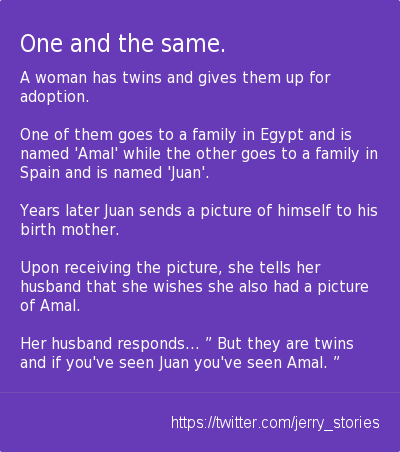 One and the same.
A woman has twins and gives them up for
adoption.
One of them goes to a family in Egypt and is
named 'Amal' while the other goes to a family in
Spain and is named 'Juan'.
Years later Juan sends a picture of himself to his
birth mother.
Upon receiving the picture, she tells her
husband that she wishes she also had a picture
of Amal.
Her husband responds... ” But they are twins
and if you've seen Juan you've seen Amal. ”
https://twitter.com/jerry_stories